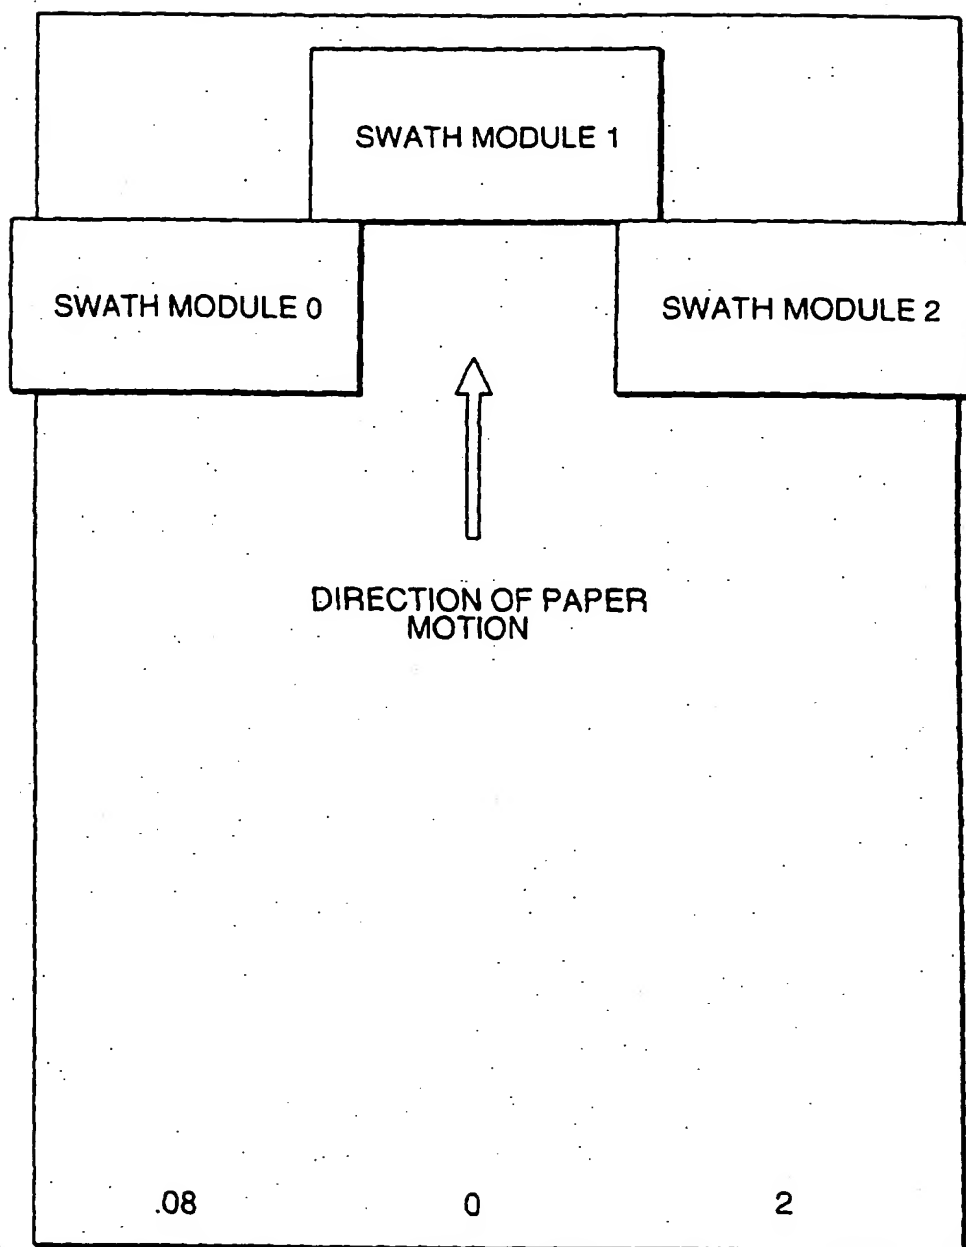 SWATH MODULE 1
SWATH MODULE 0
SWATH MODULE 2
DIRECTION OF PAPER
MOTION
.08 0 2